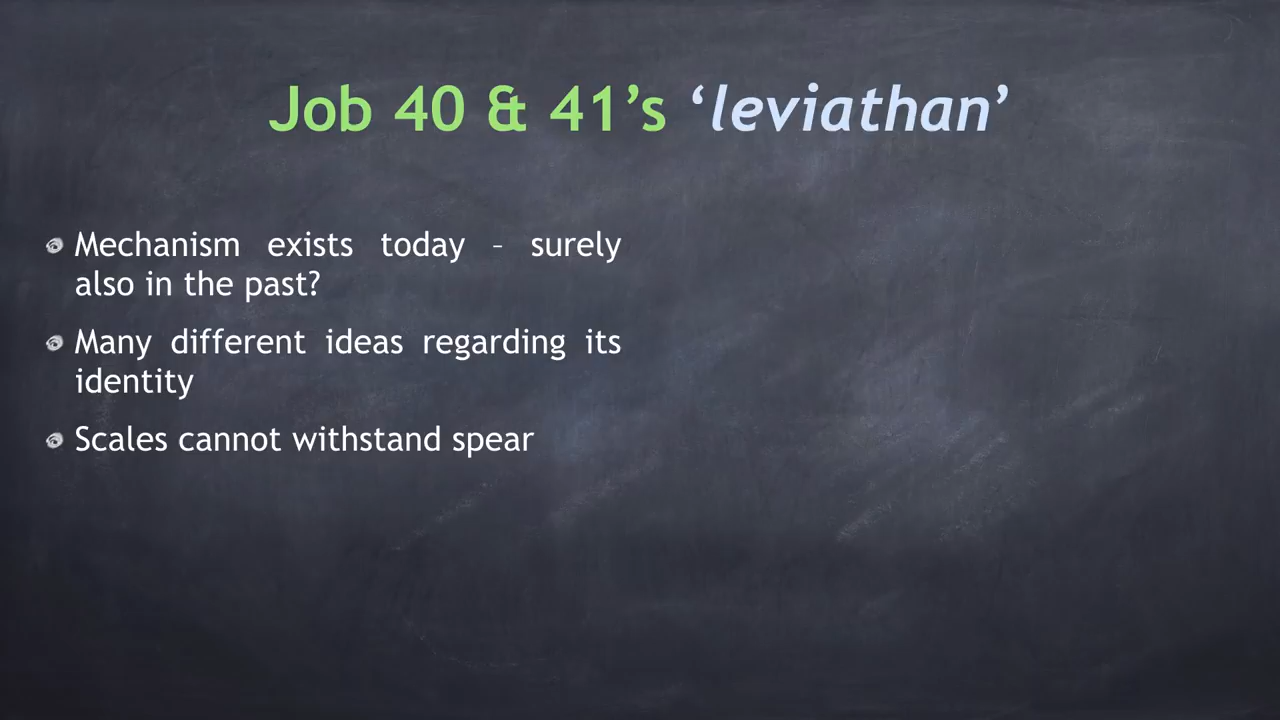 Job 40 & 41’s ‘leviathan’
Mechanism exists today – surely
also in the past?
Many different ideas regarding its
identity
Scales cannot withstand spear